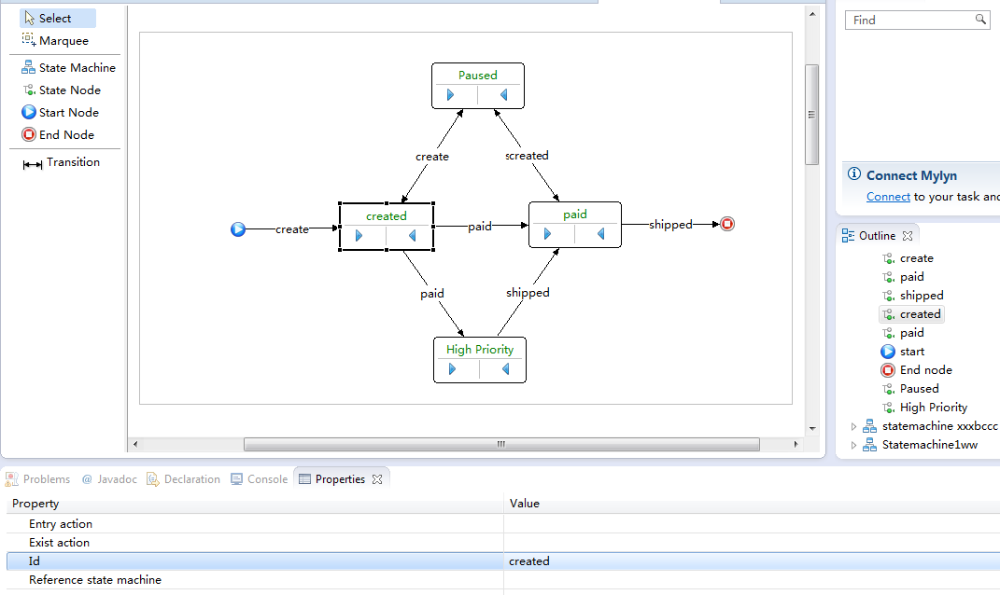 Select
Marquee
State Machine
State Node
Start Node
End Node
Transition
Paused
create
screated
created
paid
create
paid
shipped
paid
shipped
High Priority
Find
Connect Mylyn
Connect to your task and
Outline
create
paid
shipped
created
paid
start
End node
Paused
High Priority
statemachine xxxbccc
Statemachine1ww
Problems
@ Javadoc
Declaration
Console
Properties
Property Value
Entry action
Exist action
Id created
Reference state machine